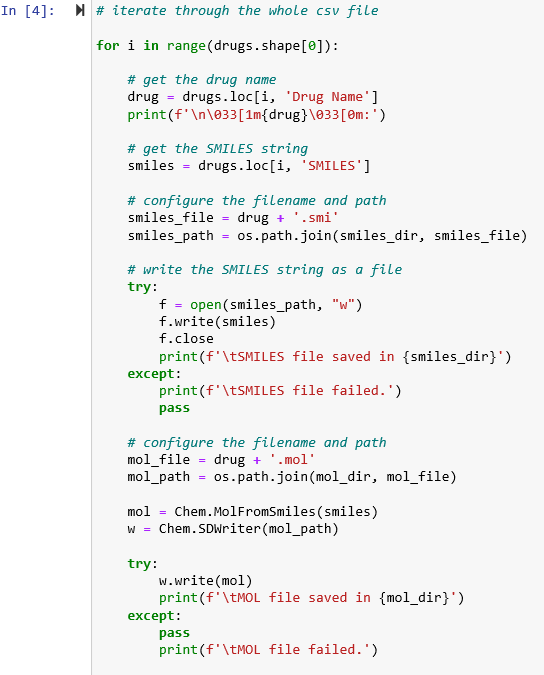 In [4]:
# iterate through the whole csv file
for i in range(drugs.shape[0]):
# get the drug name
drug = drugs.loc[i, 'Drug Name']
print(f'\n\033[1m{drug}\033[0m:')
# get the SMILES string
smiles = drugs.loc[i, 'SMILES']
# configure the filename and path
smiles_file = drug + '.smi'
smiles_path = os.path.join(smiles_dir, smiles_file)
# write the SMILES string as a file
try:
f = open(smiles_path, "w")
f.write(smiles)
f.close
print(f'\tSMILES file saved in {smiles_dir}')
except:
print(f'\tSMILES file failed.')
pass
# configure the filename and path
mol_file = drug + '.mol'
mol_path = os.path.join(mol_dir, mol_file)
mol = Chem.MolFromSmiles(smiles)
w = Chem.SDWriter(mol_path)
try:
w.write(mol)
print(f'\tMOL file saved in {mol_dir}')
except:
pass
print(f'\tMOL file failed.')